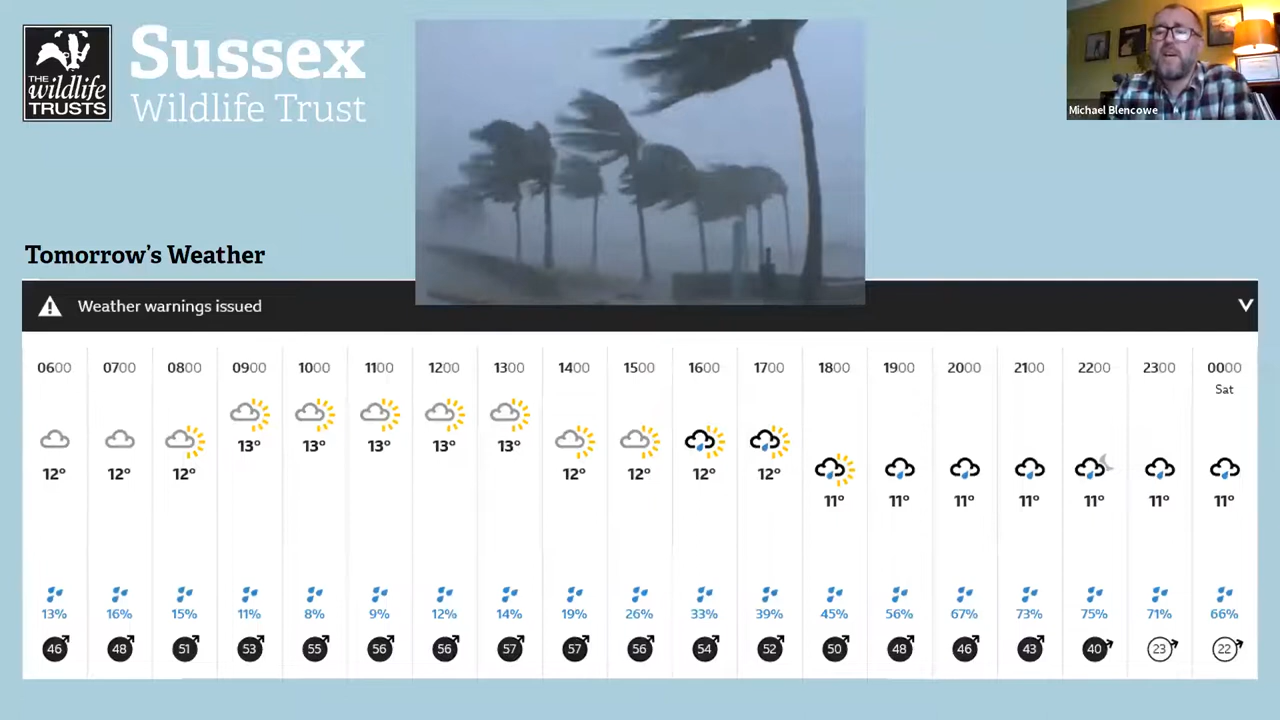 THE
wildlife
TRUSTS
Sussex
Wildlife Trust
Michael Blencowe
Tomorrow's Weather
Weather warnings issued
0600 0700 0800 0900 1000 1100 1200 1300 1400 1500 1600 1700 1800 1900 2000 2100 2200 2300 0000
Sat
12° 12° 12° 13° 13° 13° 13° 13° 12° 12° 12° 12° 11° 11° 11° 11° 11° 11° 11°
13% 16% 15% 11% 8% 9% 12% 14% 19% 26% 33% 39% 45% 56% 67% 73% 75% 71% 66%
46 48 51 53 55 56 56 57 57 56 54 52 50 48 46 43 40 23 22